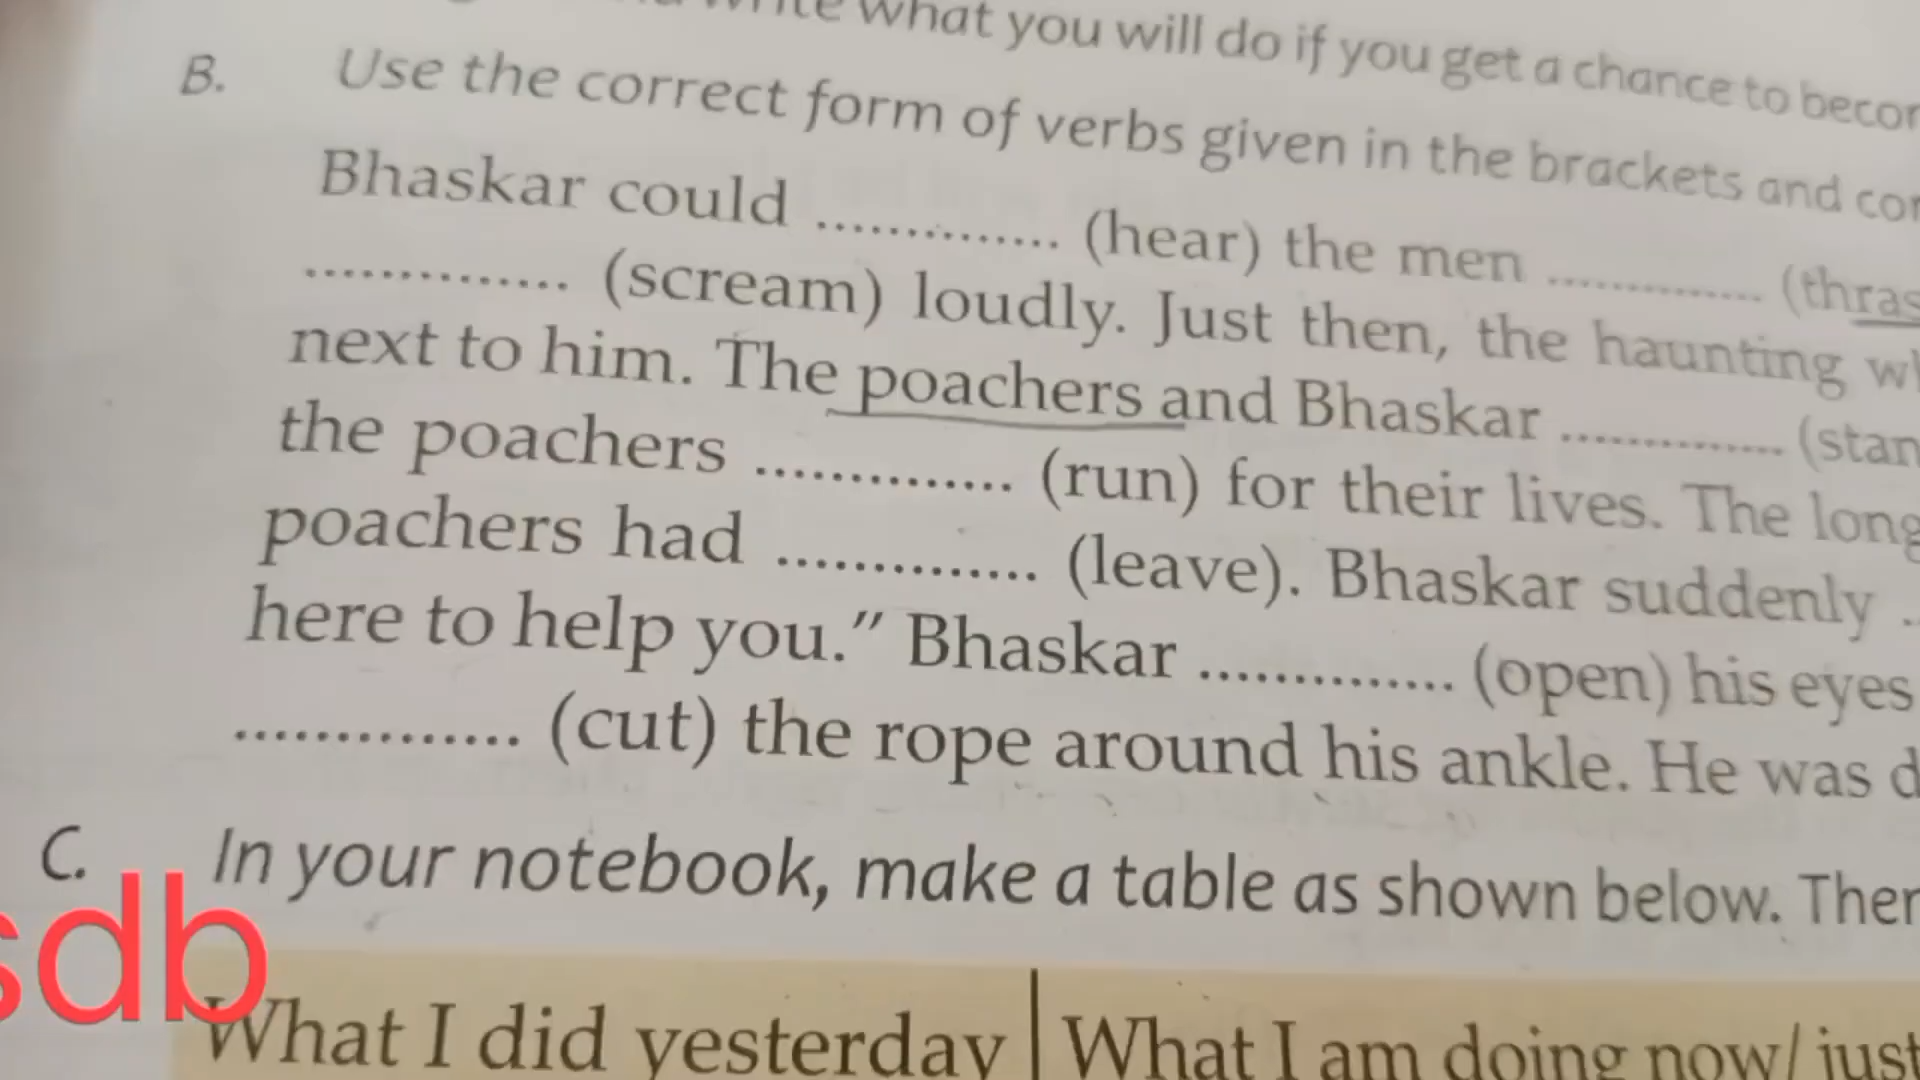 write what you will do if you get a chance to
B. Use the correct form of verbs given in the brackets and
Bhaskar could .............. (hear) the men .............. (thras
.............. (scream) loudly. Just then, the haunting
next to him. The poachers and Bhaskar .............. (stan
the poachers .............. (run) for their lives. The long
poachers had .............. (leave). Bhaskar suddenly ..
here to help you.” Bhaskar .............. (open) his eyes
.............. (cut) the rope around his ankle. He was d
C. In your notebook, make a table as shown below. Then
sdb
What I did yesterday What I am doing now/ just